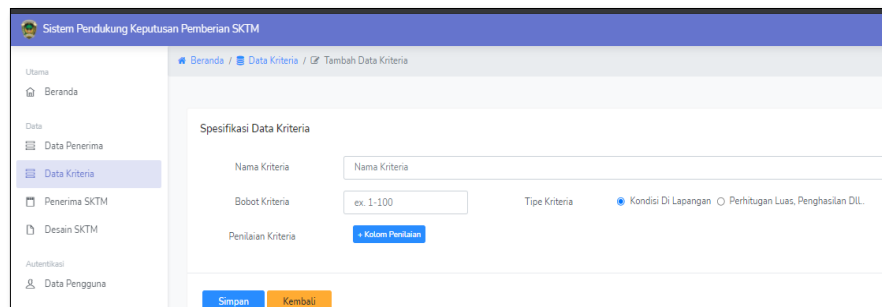 Sistem Pendukung Keputusan Pemberian SKTM
Beranda / Data Kriteria / Tambah Data Kriteria
Utama
Beranda
Data
Data Penerima
Data Kriteria
Penerima SKTM
Desain SKTM
Autentikasi
Data Pengguna
Spesifikasi Data Kriteria
Nama Kriteria Nama Kriteria
Bobot Kriteria ex. 1-100 Tipe Kriteria Kondisi Di Lapangan Perhitugan Luas, Penghasilan Dll..
Penilaian Kriteria + Kolom Penilaian
Simpan Kembali